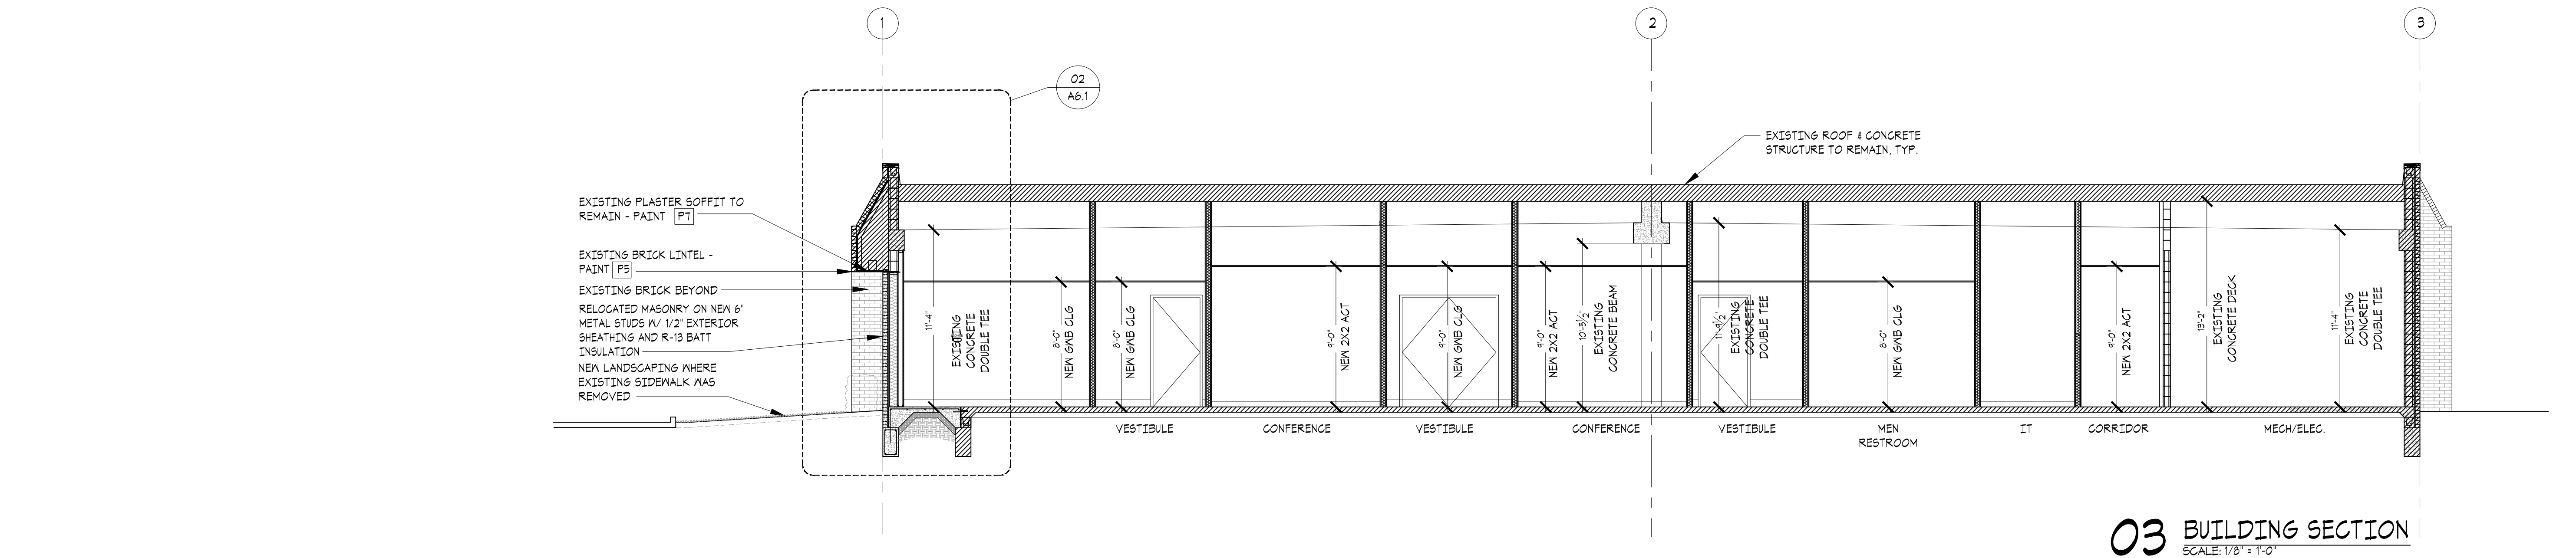 1
2
3
02
A6.1
EXISTING ROOF & CONCRETE
STRUCTURE TO REMAIN, TYP.
EXISTING PLASTER SOFFIT TO
REMAIN - PAINT P7
EXISTING BRICK LINTEL -
PAINT P5
EXISTING BRICK BEYOND
RELOCATED MASONRY ON NEW 6"
METAL STUDS W/ 1/2" EXTERIOR
SHEATHING AND R-13 BATT
INSULATION
NEW LANDSCAPING WHERE
EXISTING SIDEWALK WAS
REMOVED
11'-4"
EXISTING
CONCRETE
DOUBLE TEE
8'-0"
NEW GWB CLG
8'-0"
NEW GWB CLG
9'-0"
NEW 2X2 ACT
9'-0"
NEW GWB CLG
9'-0"
NEW 2X2 ACT
10'-5½"
EXISTING
CONCRETE BEAM
11'-9½"
EXISTING
CONCRETE
DOUBLE TEE
8'-0"
NEW GWB CLG
9'-0"
NEW 2X2 ACT
13'-2"
EXISTING
CONCRETE DECK
11'-4"
EXISTING
CONCRETE
DOUBLE TEE
VESTIBULE
CONFERENCE
VESTIBULE
CONFERENCE
VESTIBULE
MEN
RESTROOM
IT
CORRIDOR
MECH/ELEC.
03 BUILDING SECTION
SCALE: 1/8" = 1'-0"